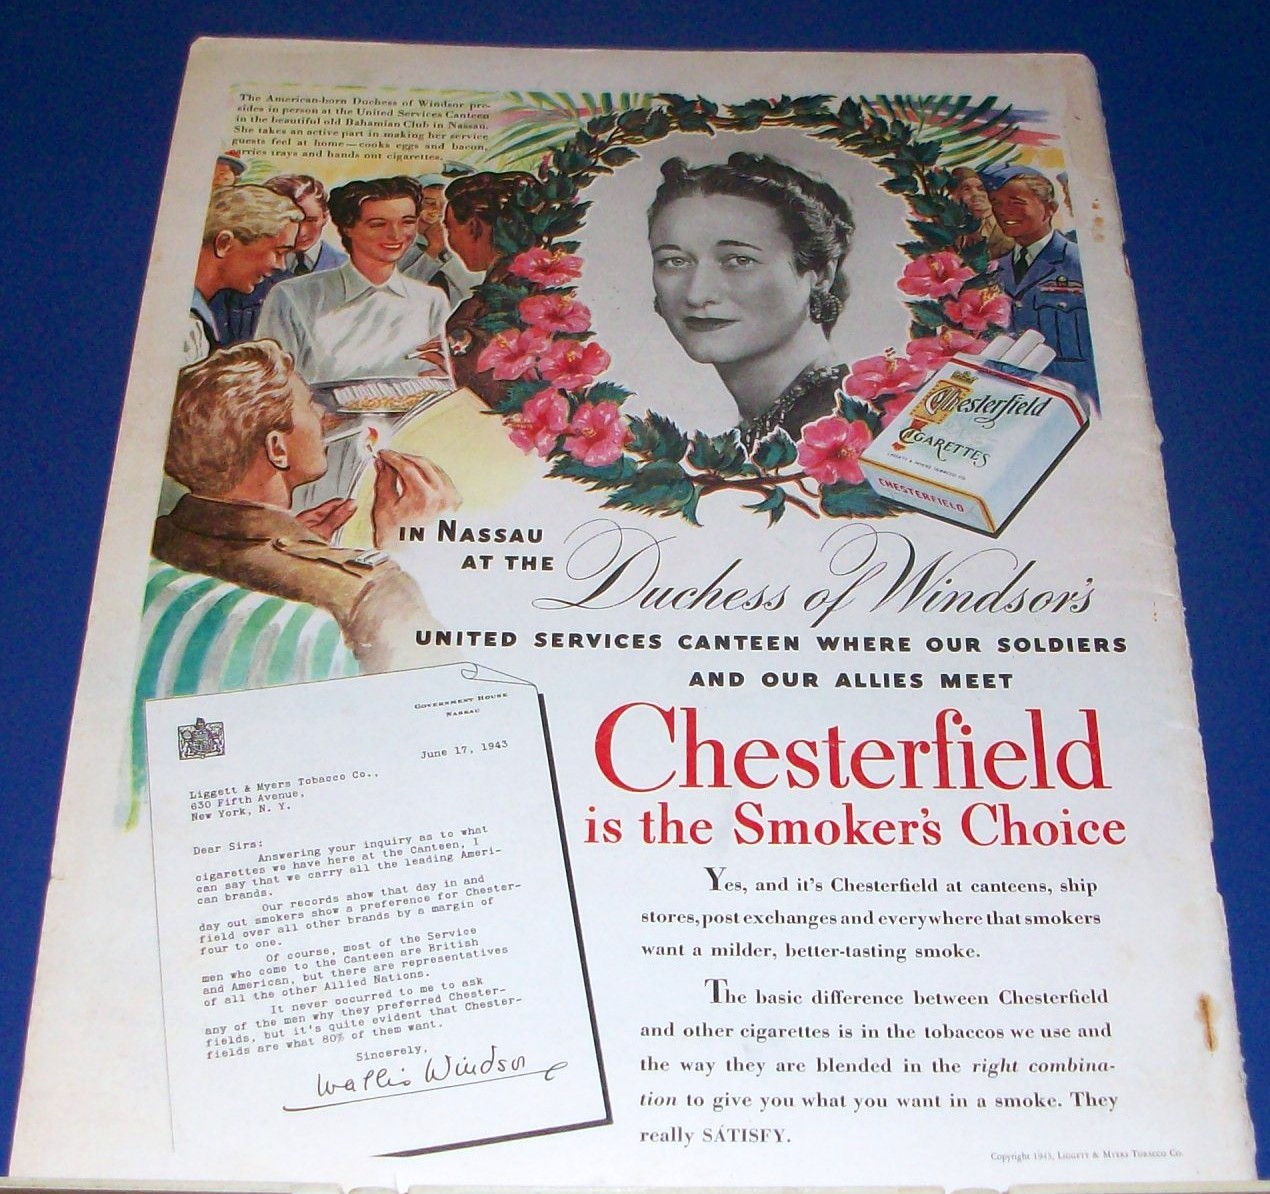 The American-born Duchess of Windsor pre-
sides in person at the United Services Canteen
in the beautiful old Bahamian Club in Nassau.
She takes an active part in making her service
guests feel at home—cooks eggs and bacon,
carries trays and hands out cigarettes.
Chesterfield
CIGARETTES
LIGGETT & MYERS TOBACCO CO.
CHESTERFIELD
IN NASSAU
AT THE Duchess of Windsor's
UNITED SERVICES CANTEEN WHERE OUR SOLDIERS
AND OUR ALLIES MEET
Chesterfield
is the Smoker's Choice
Yes, and it's Chesterfield at canteens, ship
stores, post exchanges and everywhere that smokers
want a milder, better-tasting smoke.
The basic difference between Chesterfield
and other cigarettes is in the tobaccos we use and
the way they are blended in the right combina-
tion to give you what you want in a smoke. They
really SÁTISFY.
GOVERNMENT HOUSE
NASSAU
June 17, 1943
Liggett & Myers Tobacco Co.,
630 Fifth Avenue,
New York, N. Y.
Dear Sirs:
Answering your inquiry as to what
cigarettes we have here at the Canteen, I
can say that we carry all the leading Ameri-
can brands.
Our records show that day in and
day out smokers show a preference for Chester-
field over all other brands by a margin of
four to one.
Of course, most of the Service
men who come to the Canteen are British
and American, but there are representatives
of all the other Allied Nations.
It never occurred to me to ask
any of the men why they preferred Chester-
fields, but it's quite evident that Chester-
fields are what 80% of them want.
Sincerely,
Wallis Windsor
Copyright 1943, LIGGETT & MYERS TOBACCO CO.